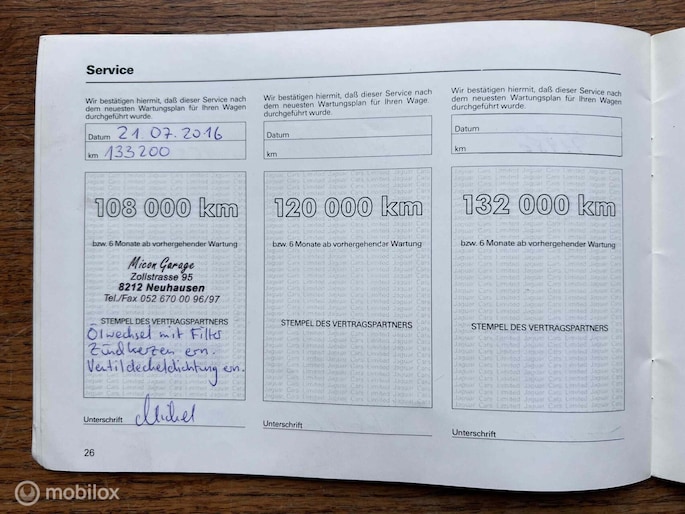 Service
Wir bestätigen hiermit, daß dieser Service nach
dem neuesten Wartungsplan für Ihren Wagen
durchgeführt wurde.
Datum 21.07.2016
km 133200
108 000 km
bzw. 6 Monate ab vorhergehender Wartung
Micon Garage
Zollstrasse 95
8212 Neuhausen
Tel./Fax 052 670 00 96/97
STEMPEL DES VERTRAGSPARTNERS
Ölwechsel mit Filter
Zündkerzen ern.
Ventildeckeldichtung ern.
Unterschrift
26
Wir bestätigen hiermit, daß dieser Service nach
dem neuesten Wartungsplan für Ihren Wage.
durchgeführt wurde.
Datum
km
120 000 km
bzw. 6 Monate ab vorhergehender Wartung
STEMPEL DES VERTRAGSPARTNERS
Unterschrift
Wir bestätigen hiermit, daß dieser Service nach
dem neuesten Wartungsplan für Ihren Wagen
durchgeführt wurde.
Datum
km
132 000 km
bzw. 6 Monate ab vorhergehender Wartung
STEMPEL DES VERTRAGSPARTNERS
Unterschrift
mobilox